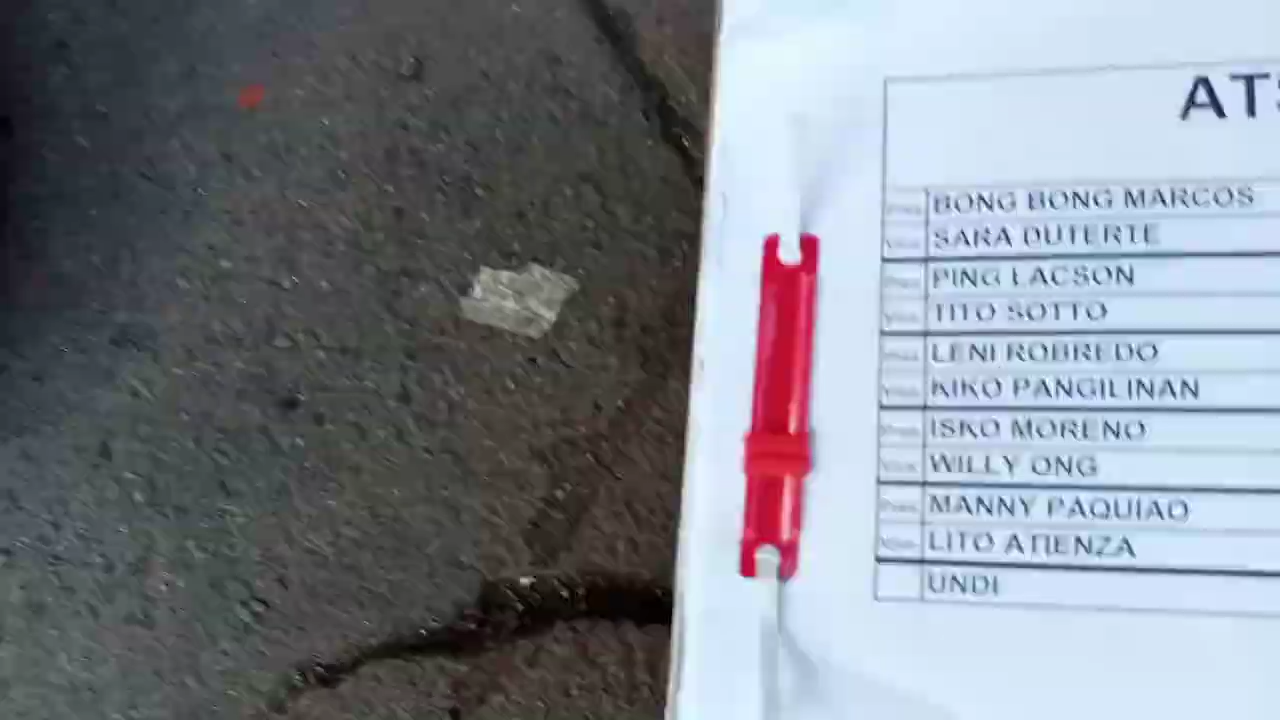 BONG BONG MARCOS
SARA DUTERTE
PING LACSON
TITO SOTTO
LENI ROBREDO
KIKO PANGILINAN
ISKO MORENO
WILLY ONG
MANNY PAQUIAO
LITO ATIENZA
UNDI